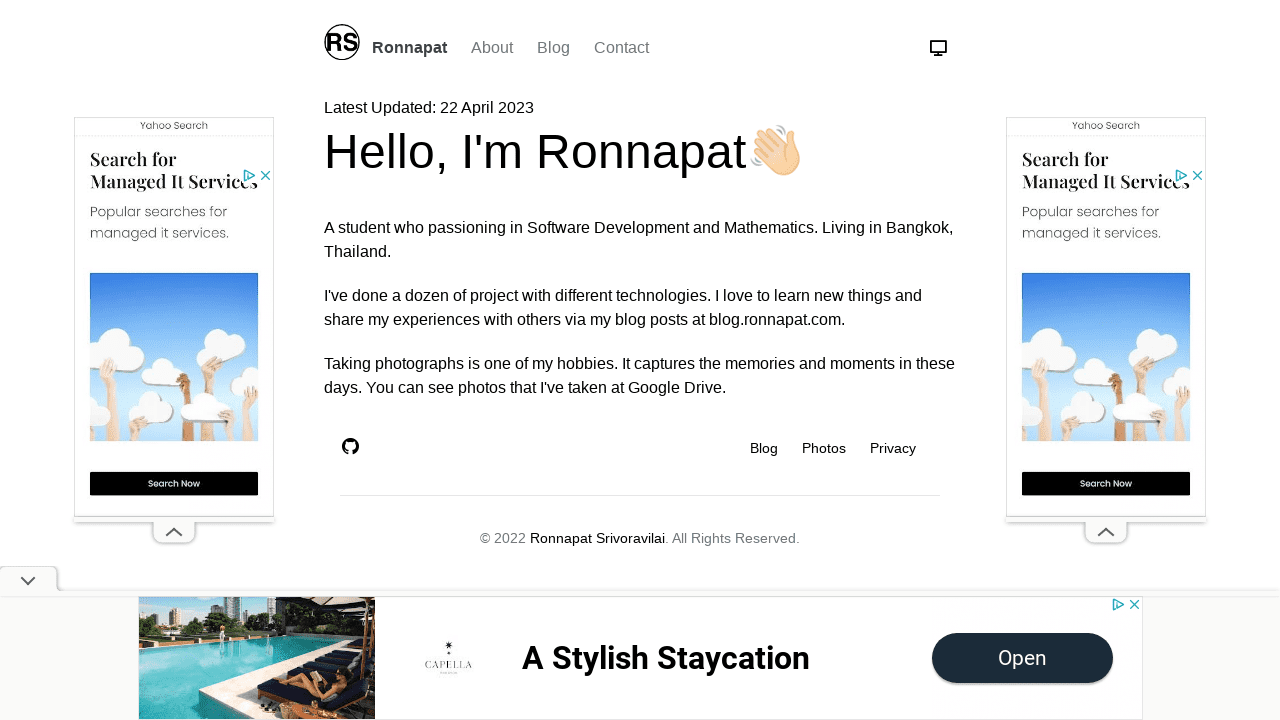 RS
Ronnapat About Blog Contact
Latest Updated: 22 April 2023
Hello, I'm Ronnapat
A student who passioning in Software Development and Mathematics. Living in Bangkok,
Thailand.
I've done a dozen of project with different technologies. I love to learn new things and
share my experiences with others via my blog posts at blog.ronnapat.com.
Taking photographs is one of my hobbies. It captures the memories and moments in these
days. You can see photos that I've taken at Google Drive.
Blog Photos Privacy
© 2022 Ronnapat Srivoravilai. All Rights Reserved.
Yahoo Search
Search for
Managed It Services
Popular searches for
managed it services.
Search Now
Yahoo Search
Search for
Managed It Services
Popular searches for
managed it services.
Search Now
CAPELLA
A Stylish Staycation
Open